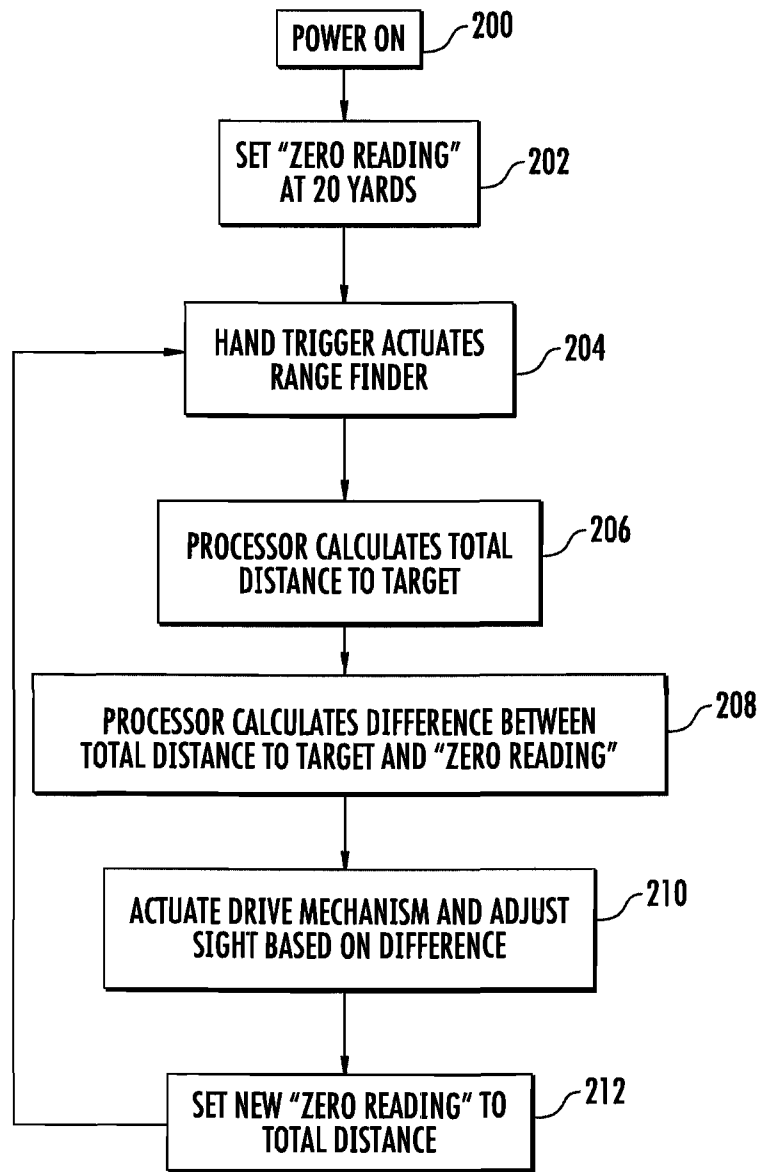 POWER ON
200
SET “ZERO READING”
AT 20 YARDS
202
HAND TRIGGER ACTUATES
RANGE FINDER
204
PROCESSOR CALCULATES TOTAL
DISTANCE TO TARGET
206
PROCESSOR CALCULATES DIFFERENCE BETWEEN
TOTAL DISTANCE TO TARGET AND “ZERO READING”
208
ACTUATE DRIVE MECHANISM AND ADJUST
SIGHT BASED ON DIFFERENCE
210
SET NEW “ZERO READING” TO
TOTAL DISTANCE
212